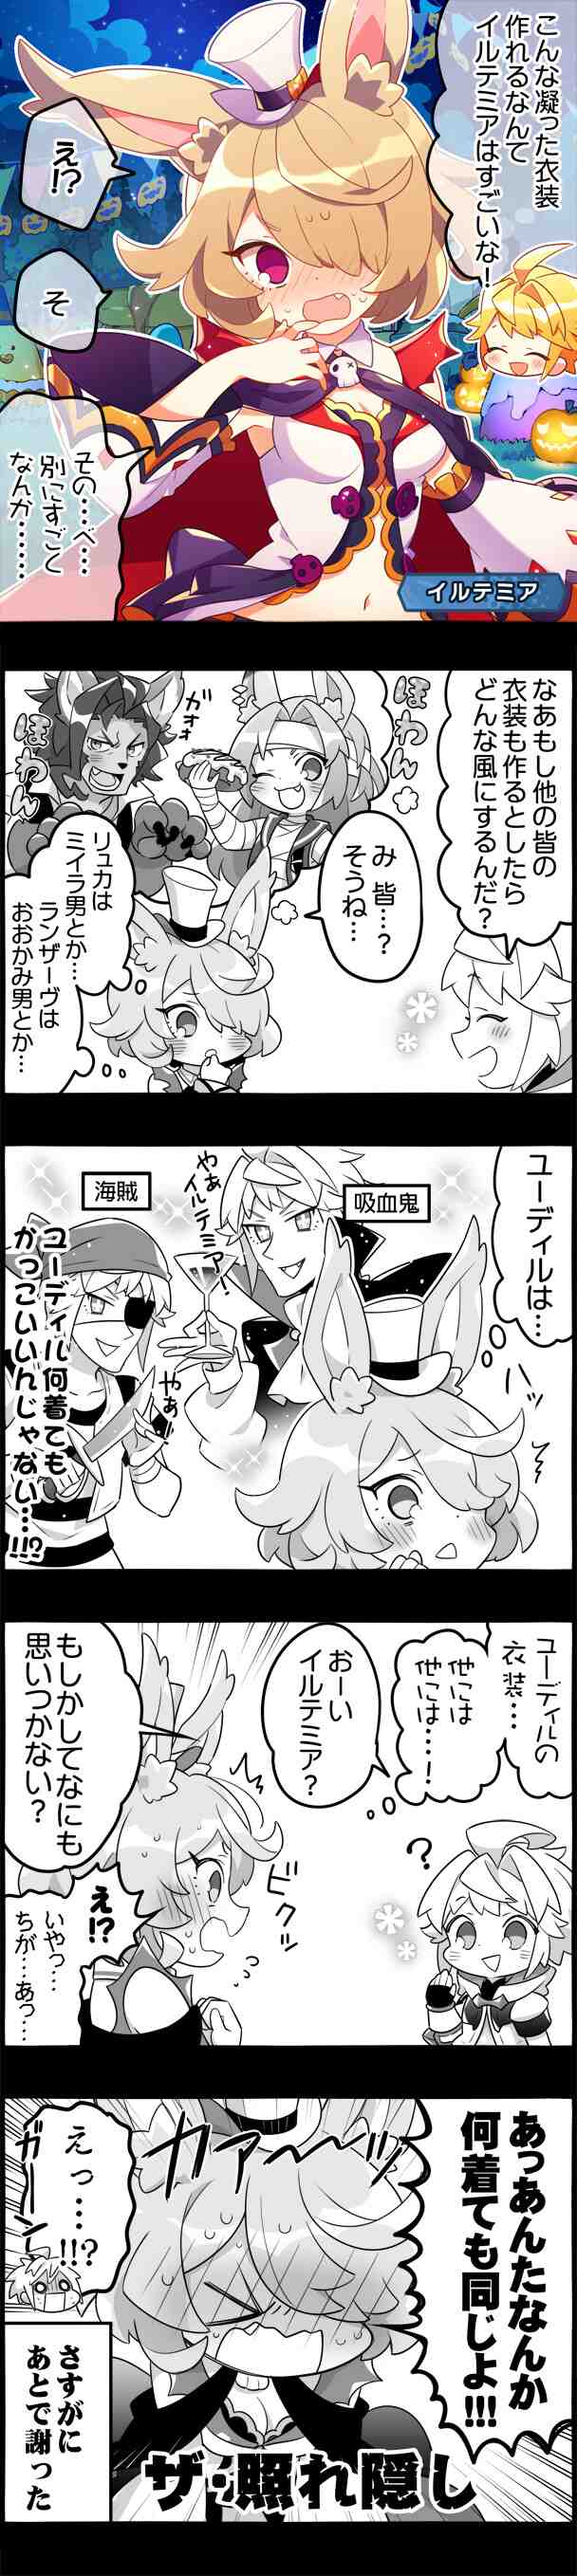 こんな凝った衣装
作れるなんて
イルテミアはすごいな!
え!?
そ
その…べ…
別にすごく
なんか……
イルテミア
なあもし他の皆の
衣装も作るとしたら
どんな風にするんだ?
ほわん
ガオォ
ほわん
み 皆…?
そうね…
リュカは
ミイラ男とか…
ランザーヴは
おおかみ男とか…
ユーディルは…
吸血鬼
やぁイルテミア!
海賊
やぁ!
ハッ
ユーディル何着ても
かっこいいんじゃない…!!!?
ユーディルの
衣装…
他には
他には…!
おーい
イルテミア?
?
もしかしてなにも
思いつかない?
ビクッ
え!?
いやっ…
ちが…あっ…
あっあんたなんか
何着ても同じよ!!!
カァ〜〜ッ
えっ…!!?
ガーン
ザ・照れ隠し
さすがに
あとで謝った